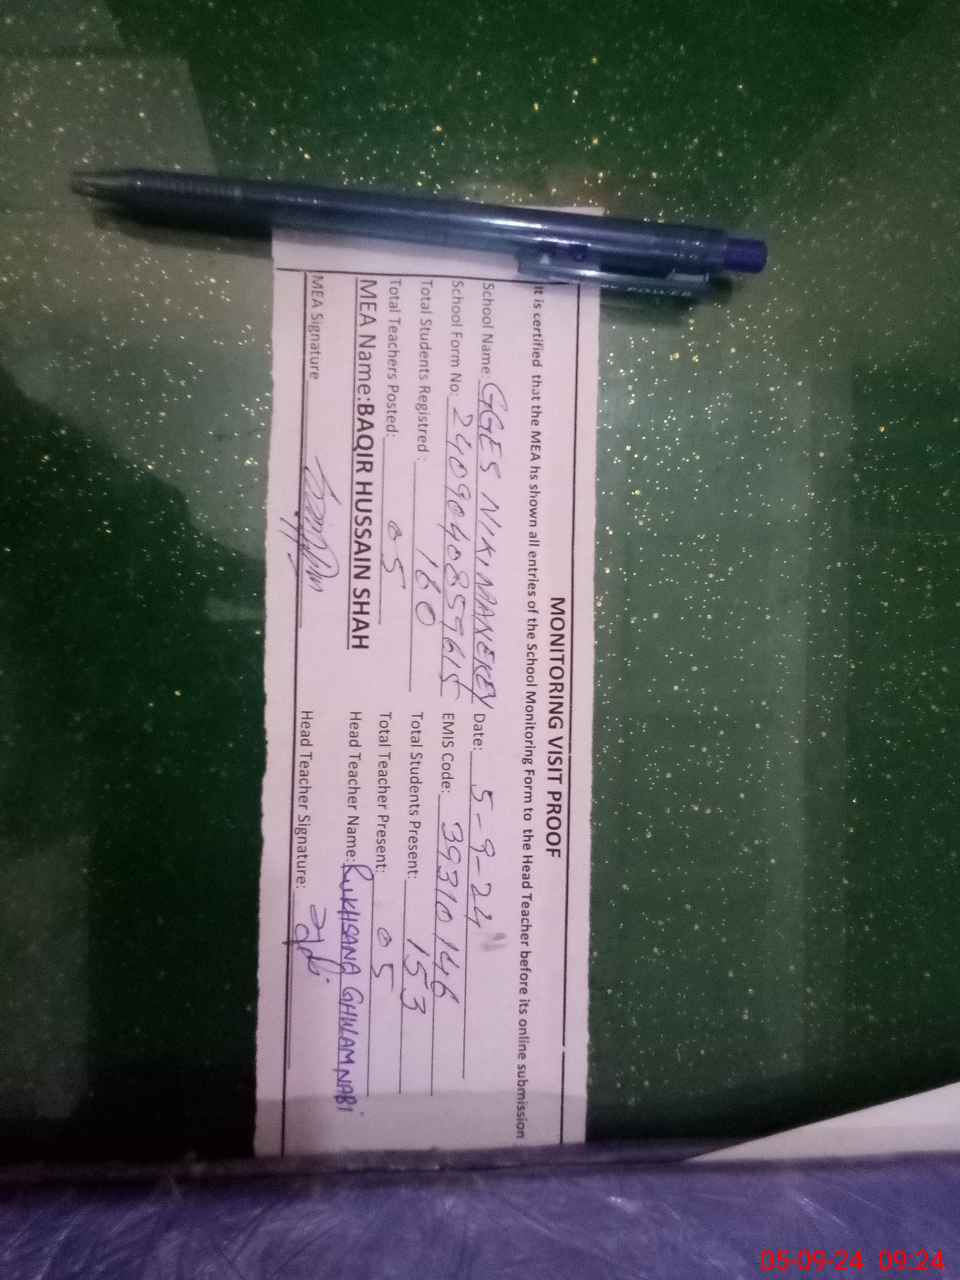 MONITORING VISIT PROOF
It is certified that the MEA hs shown all entries of the School Monitoring Form to the Head Teacher before its online submission
School Name: GGES NIKI MANEKEY Date: 5-9-24
School Form No: 2409040859615 EMIS Code: 39310146
Total Students Registred : 160 Total Students Present: 153
Total Teachers Posted: 05 Total Teacher Present: 05
MEA Name:BAQIR HUSSAIN SHAH Head Teacher Name: RUKHSANA GHULAM NABI
MEA Signature Head Teacher Signature:
POWER
05-09-24 09:24